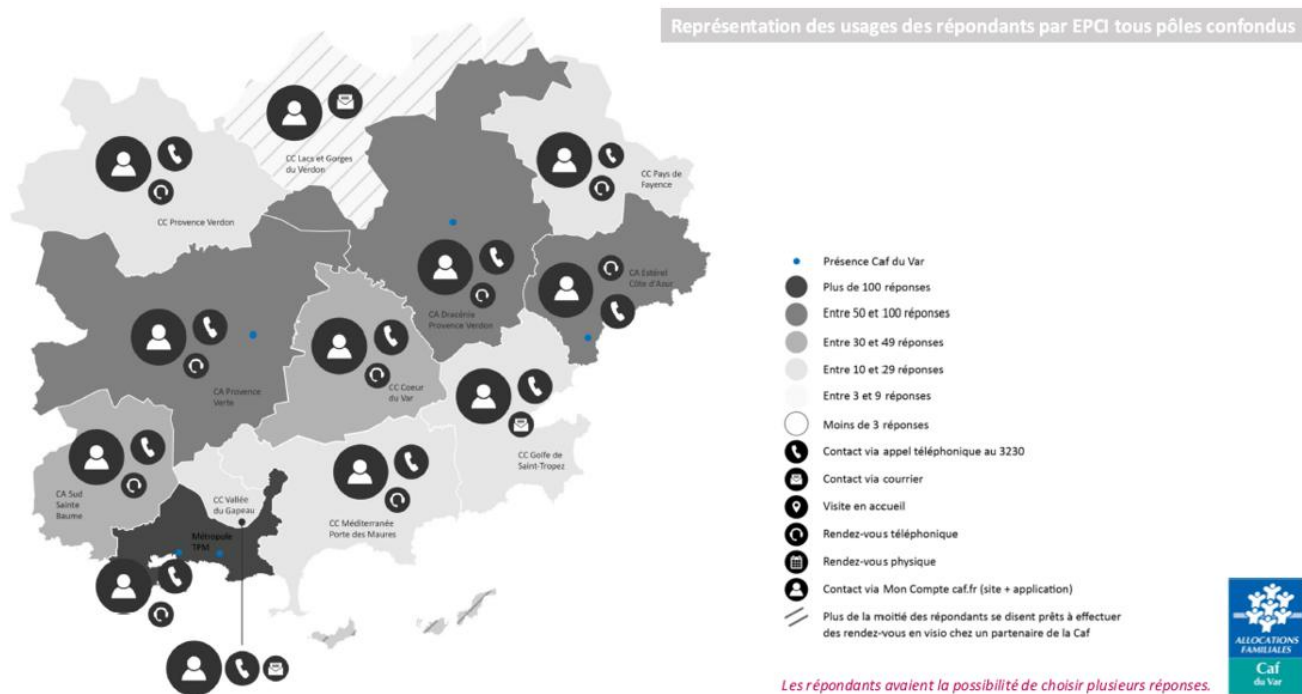 Représentation des usages des répondants par EPCI tous pôles confondus
CC Lacs et Gorges
du Verdon
CC Pays de
Fayence
CC Provence Verdon
CA Estérel
Côte d'Azur
CA Dracénie
Provence Verdon
CA Provence
Verte
CC Coeur
du Var
CC Golfe de
Saint-Tropez
CA Sud
Sainte
Baume
CC Vallée
du Gapeau
CC Méditerranée
Porte des Maures
Métropole
TPM
Présence Caf du Var
Plus de 100 réponses
Entre 50 et 100 réponses
Entre 30 et 49 réponses
Entre 10 et 29 réponses
Entre 3 et 9 réponses
Moins de 3 réponses
Contact via appel téléphonique au 3230
Contact via courrier
Visite en accueil
Rendez-vous téléphonique
Rendez-vous physique
Contact via Mon Compte caf.fr (site + application)
Plus de la moitié des répondants se disent prêts à effectuer
des rendez-vous en visio chez un partenaire de la Caf
Les répondants avaient la possibilité de choisir plusieurs réponses.
ALLOCATIONS
FAMILIALES
Caf
du Var